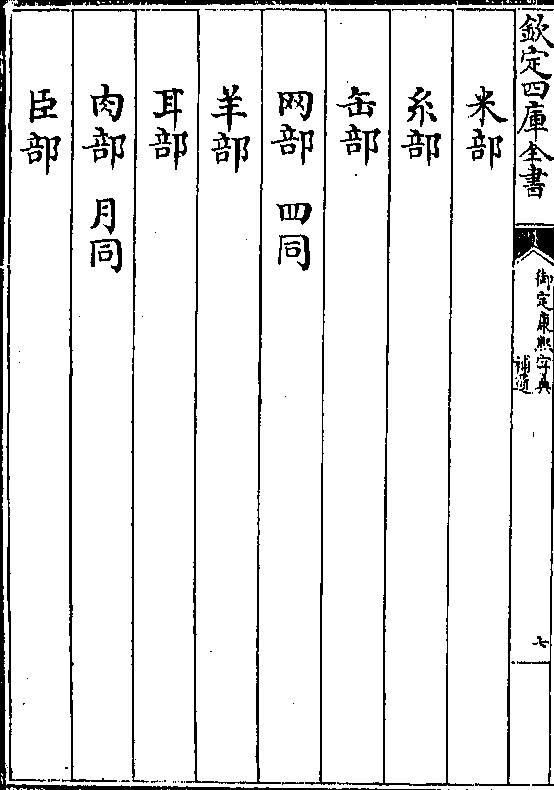 欽定四庫全書
御定康熙字典
補遺
七
米部
糸部
缶部
网部 罒同
羊部
耳部
肉部 月同
臣部